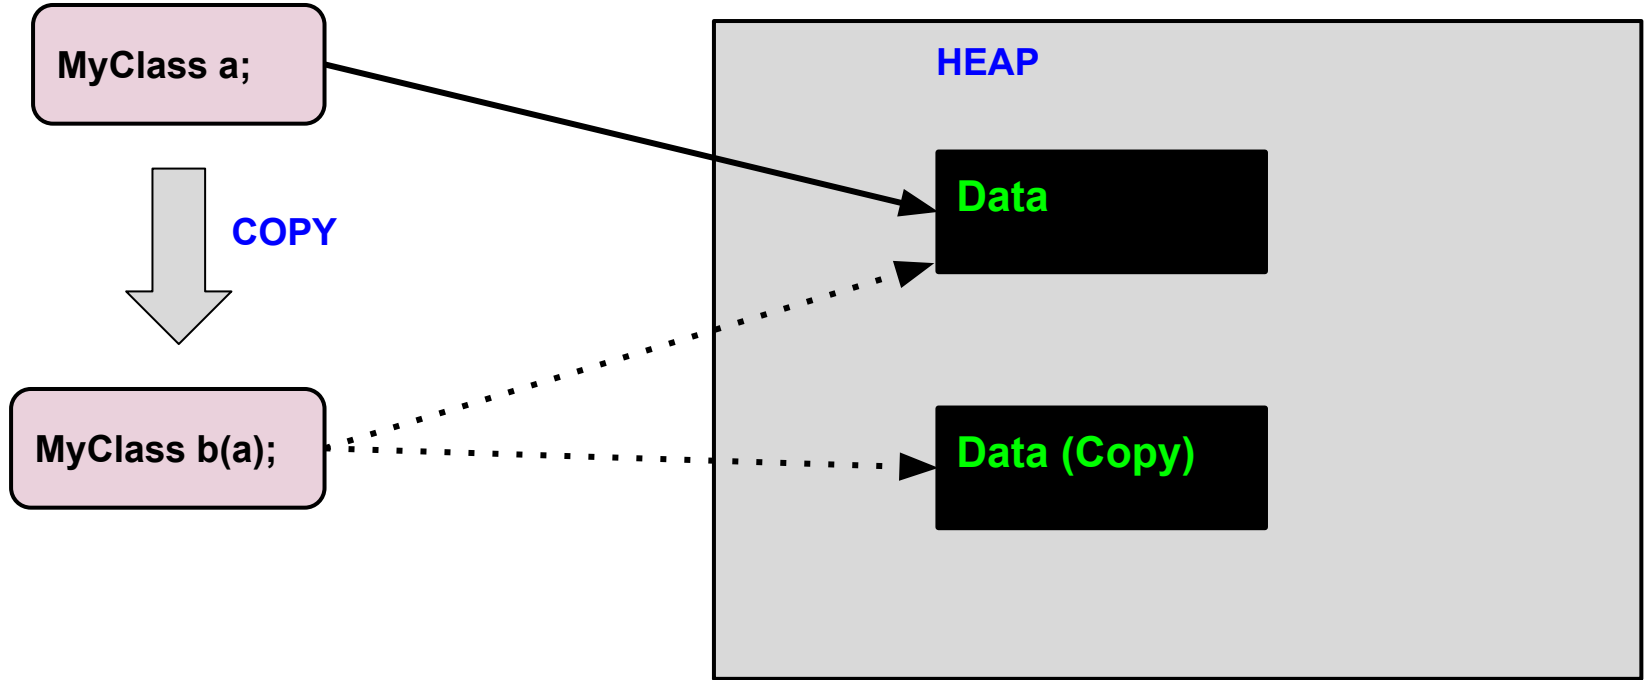 MyClass a;
HEAP
Data
COPY
MyClass b(a);
Data (Copy)